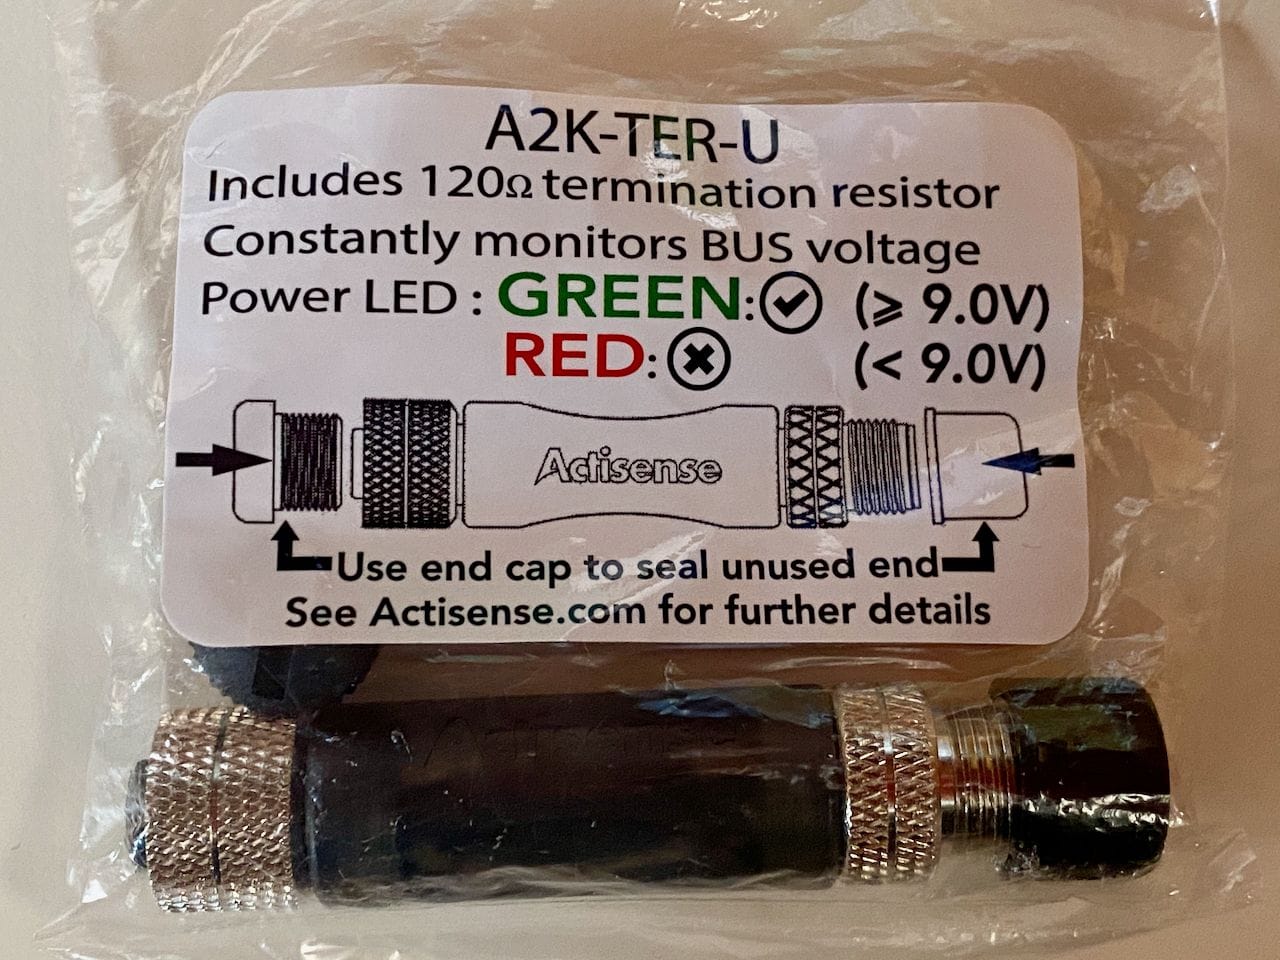 A2K-TER-U
Includes 120Ω termination resistor
Constantly monitors BUS voltage
Power LED : GREEN: (≥ 9.0V)
RED: (< 9.0V)
Actisense
Use end cap to seal unused end
See Actisense.com for further details